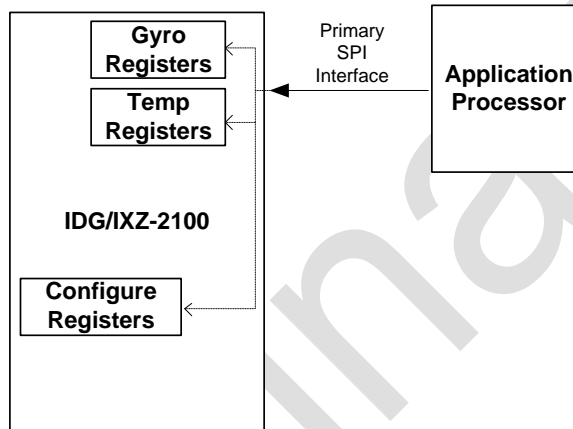 Gyro
Registers
Temp
Registers
IDG/IXZ-2100
Configure
Registers
Primary
SPI
Interface
Application
Processor